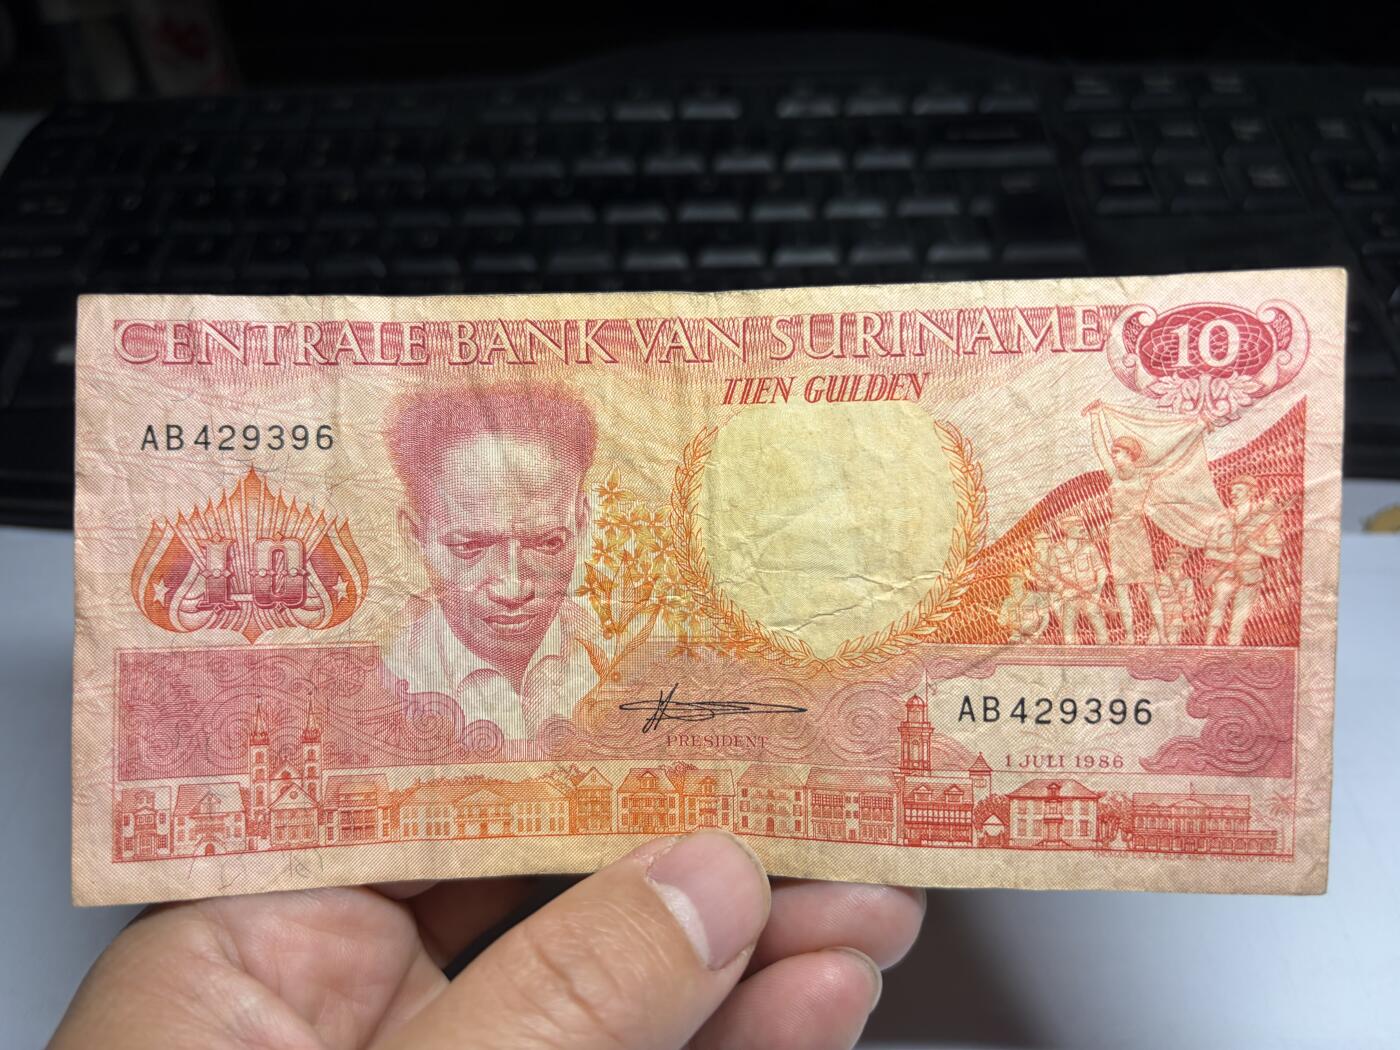 CENTRALE BANK VAN SURINAME
10
TIEN GULDEN
AB429396
10
AB429396
PRESIDENT
1 JULI 1986